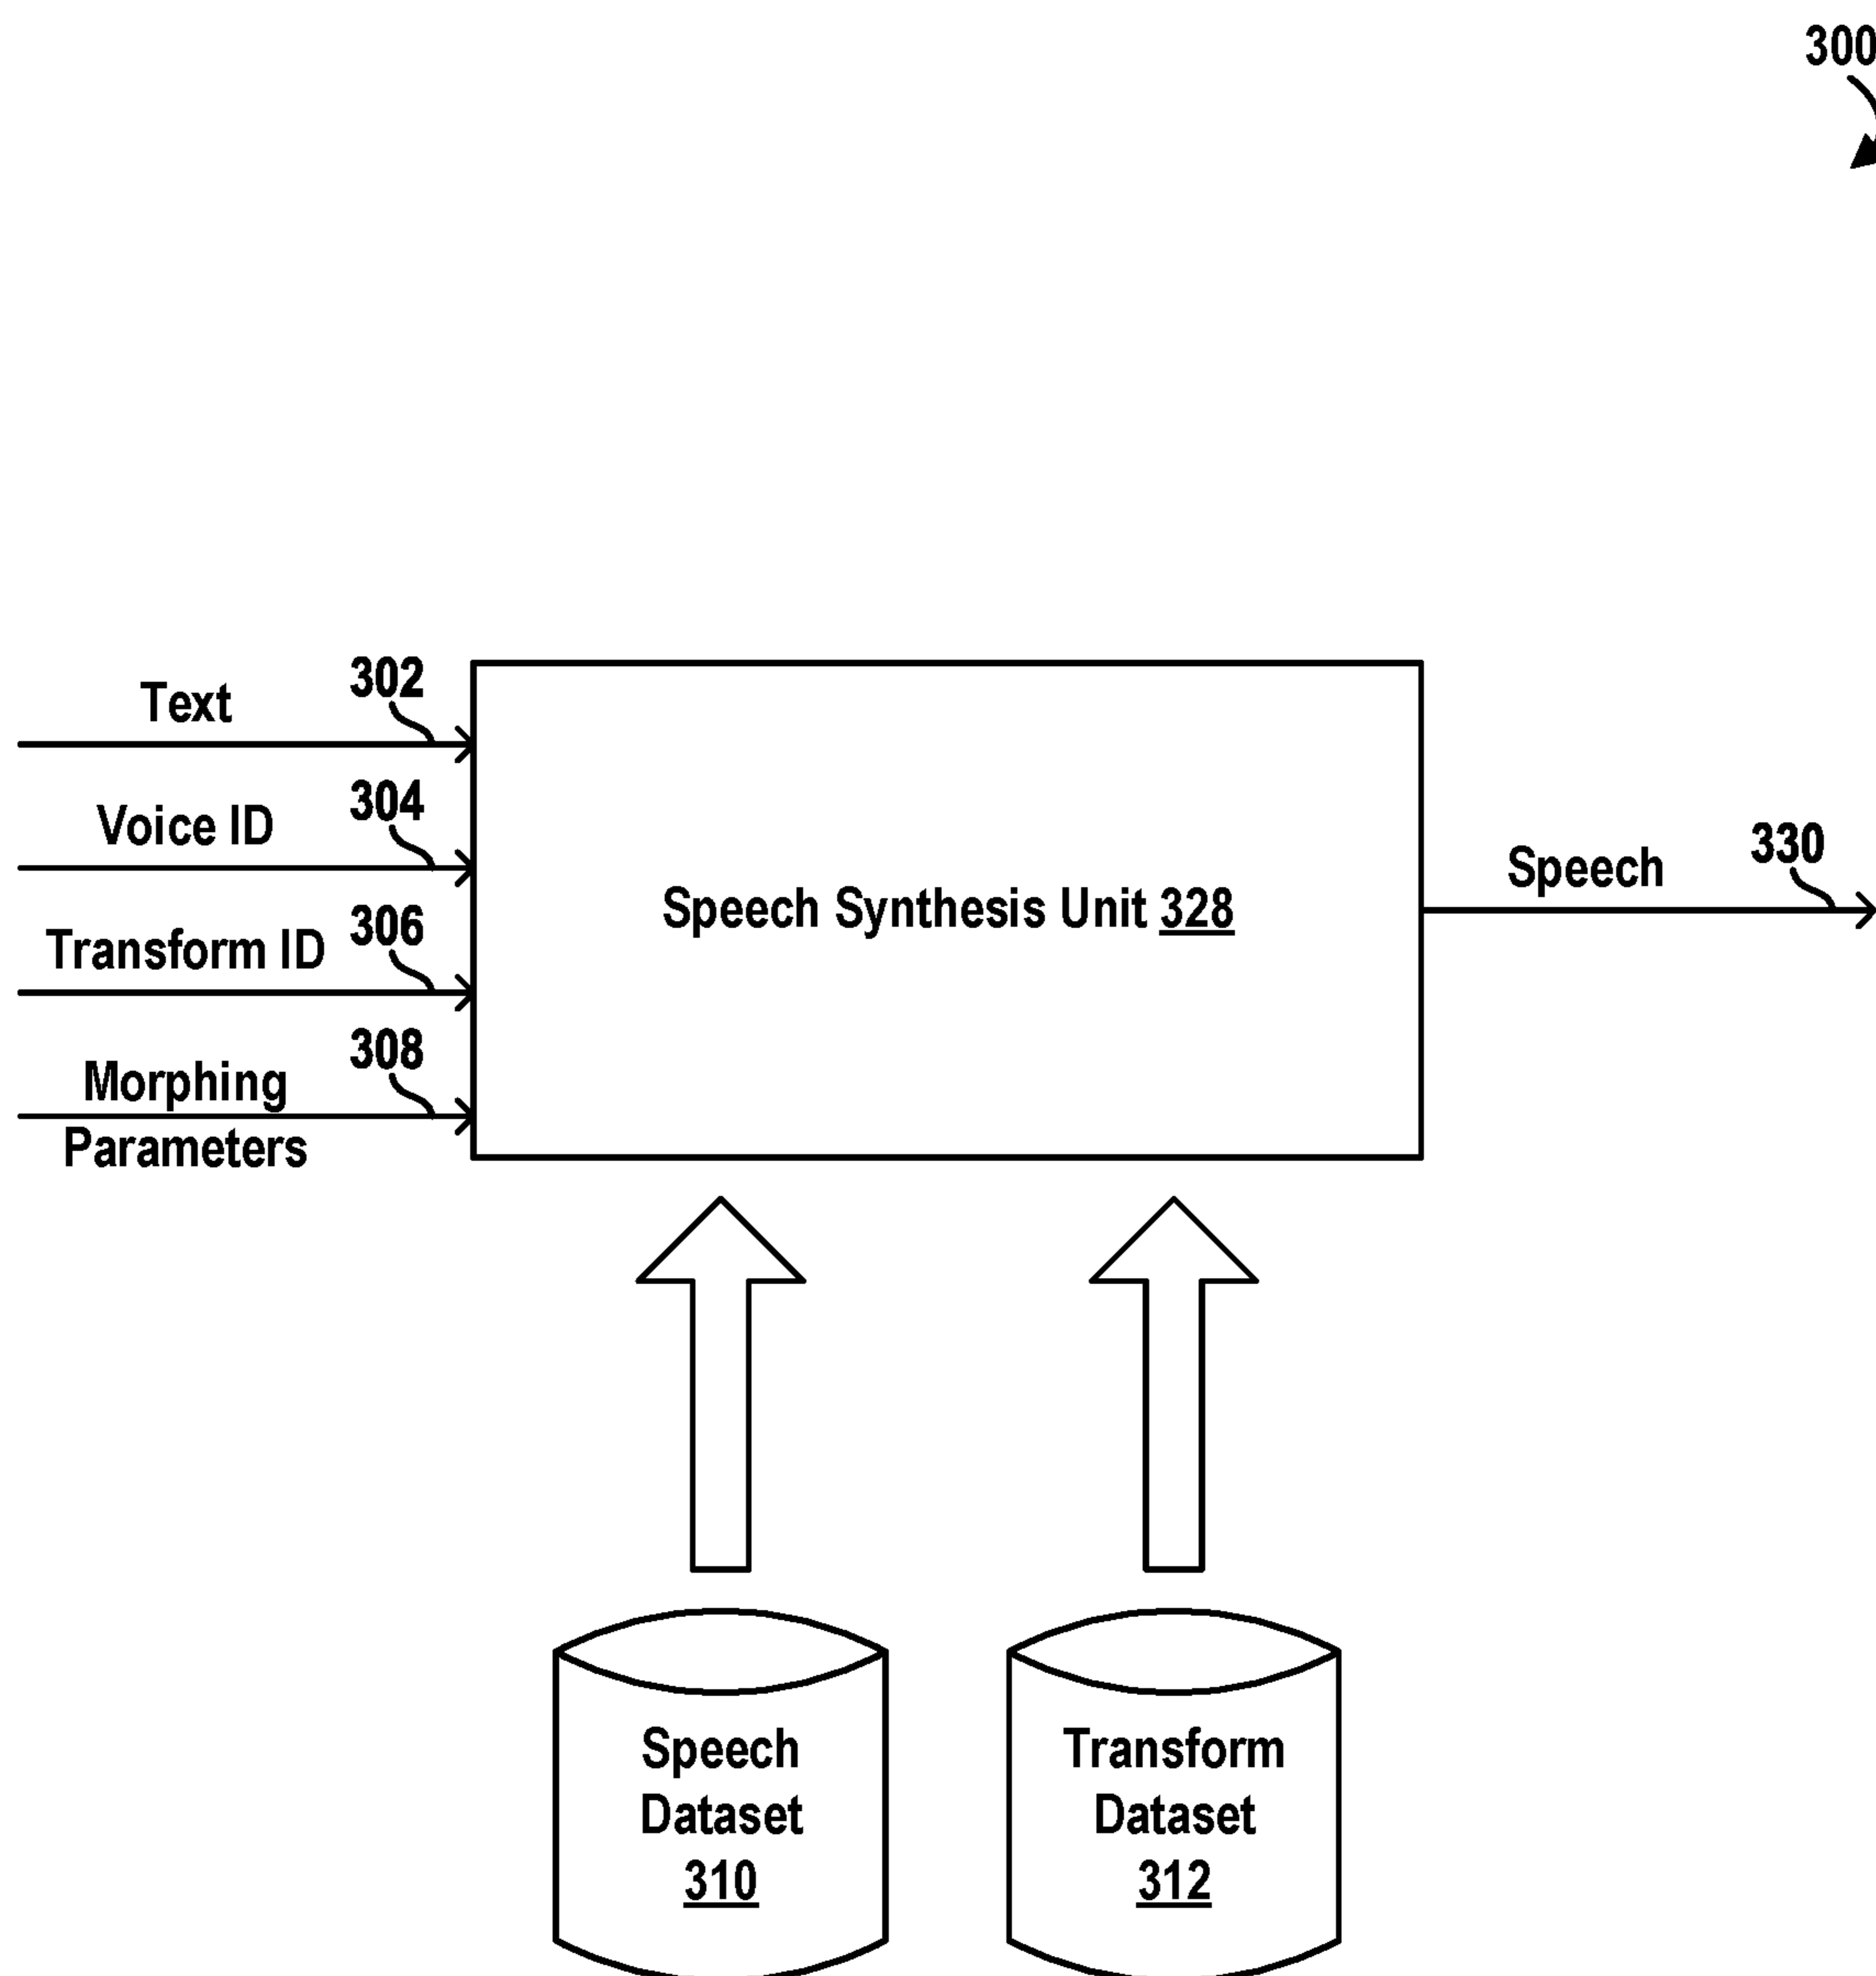 300
Text 302
Voice ID 304
Transform ID 306
Morphing 308
Parameters
Speech Synthesis Unit 328
Speech 330
Speech
Dataset
310
Transform
Dataset
312